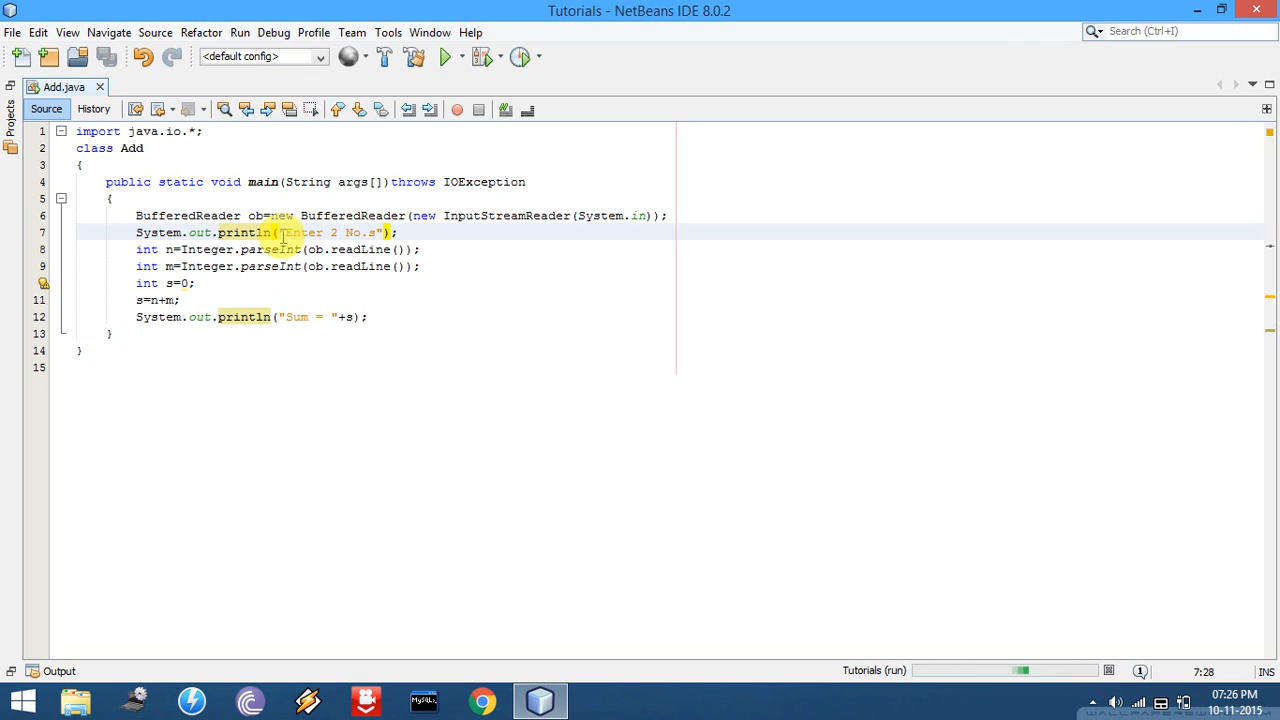 Tutorials - NetBeans IDE 8.0.2
File Edit View Navigate Source Refactor Run Debug Profile Team Tools Window Help
Search (Ctrl+I)
<default config>
Add.java
Projects
Source History
1 import java.io.*;
2 class Add
3 {
4 public static void main(String args[])throws IOException
5 {
6 BufferedReader ob=new BufferedReader(new InputStreamReader(System.in));
7 System.out.println("Enter 2 No.s");
8 int n=Integer.parseInt(ob.readLine());
9 int m=Integer.parseInt(ob.readLine());
int s=0;
11 s=n+m;
12 System.out.println("Sum = "+s);
13 }
14 }
15
Output
Tutorials (run)
1
7:28
INS
MySQL
07:26 PM
10-11-2015